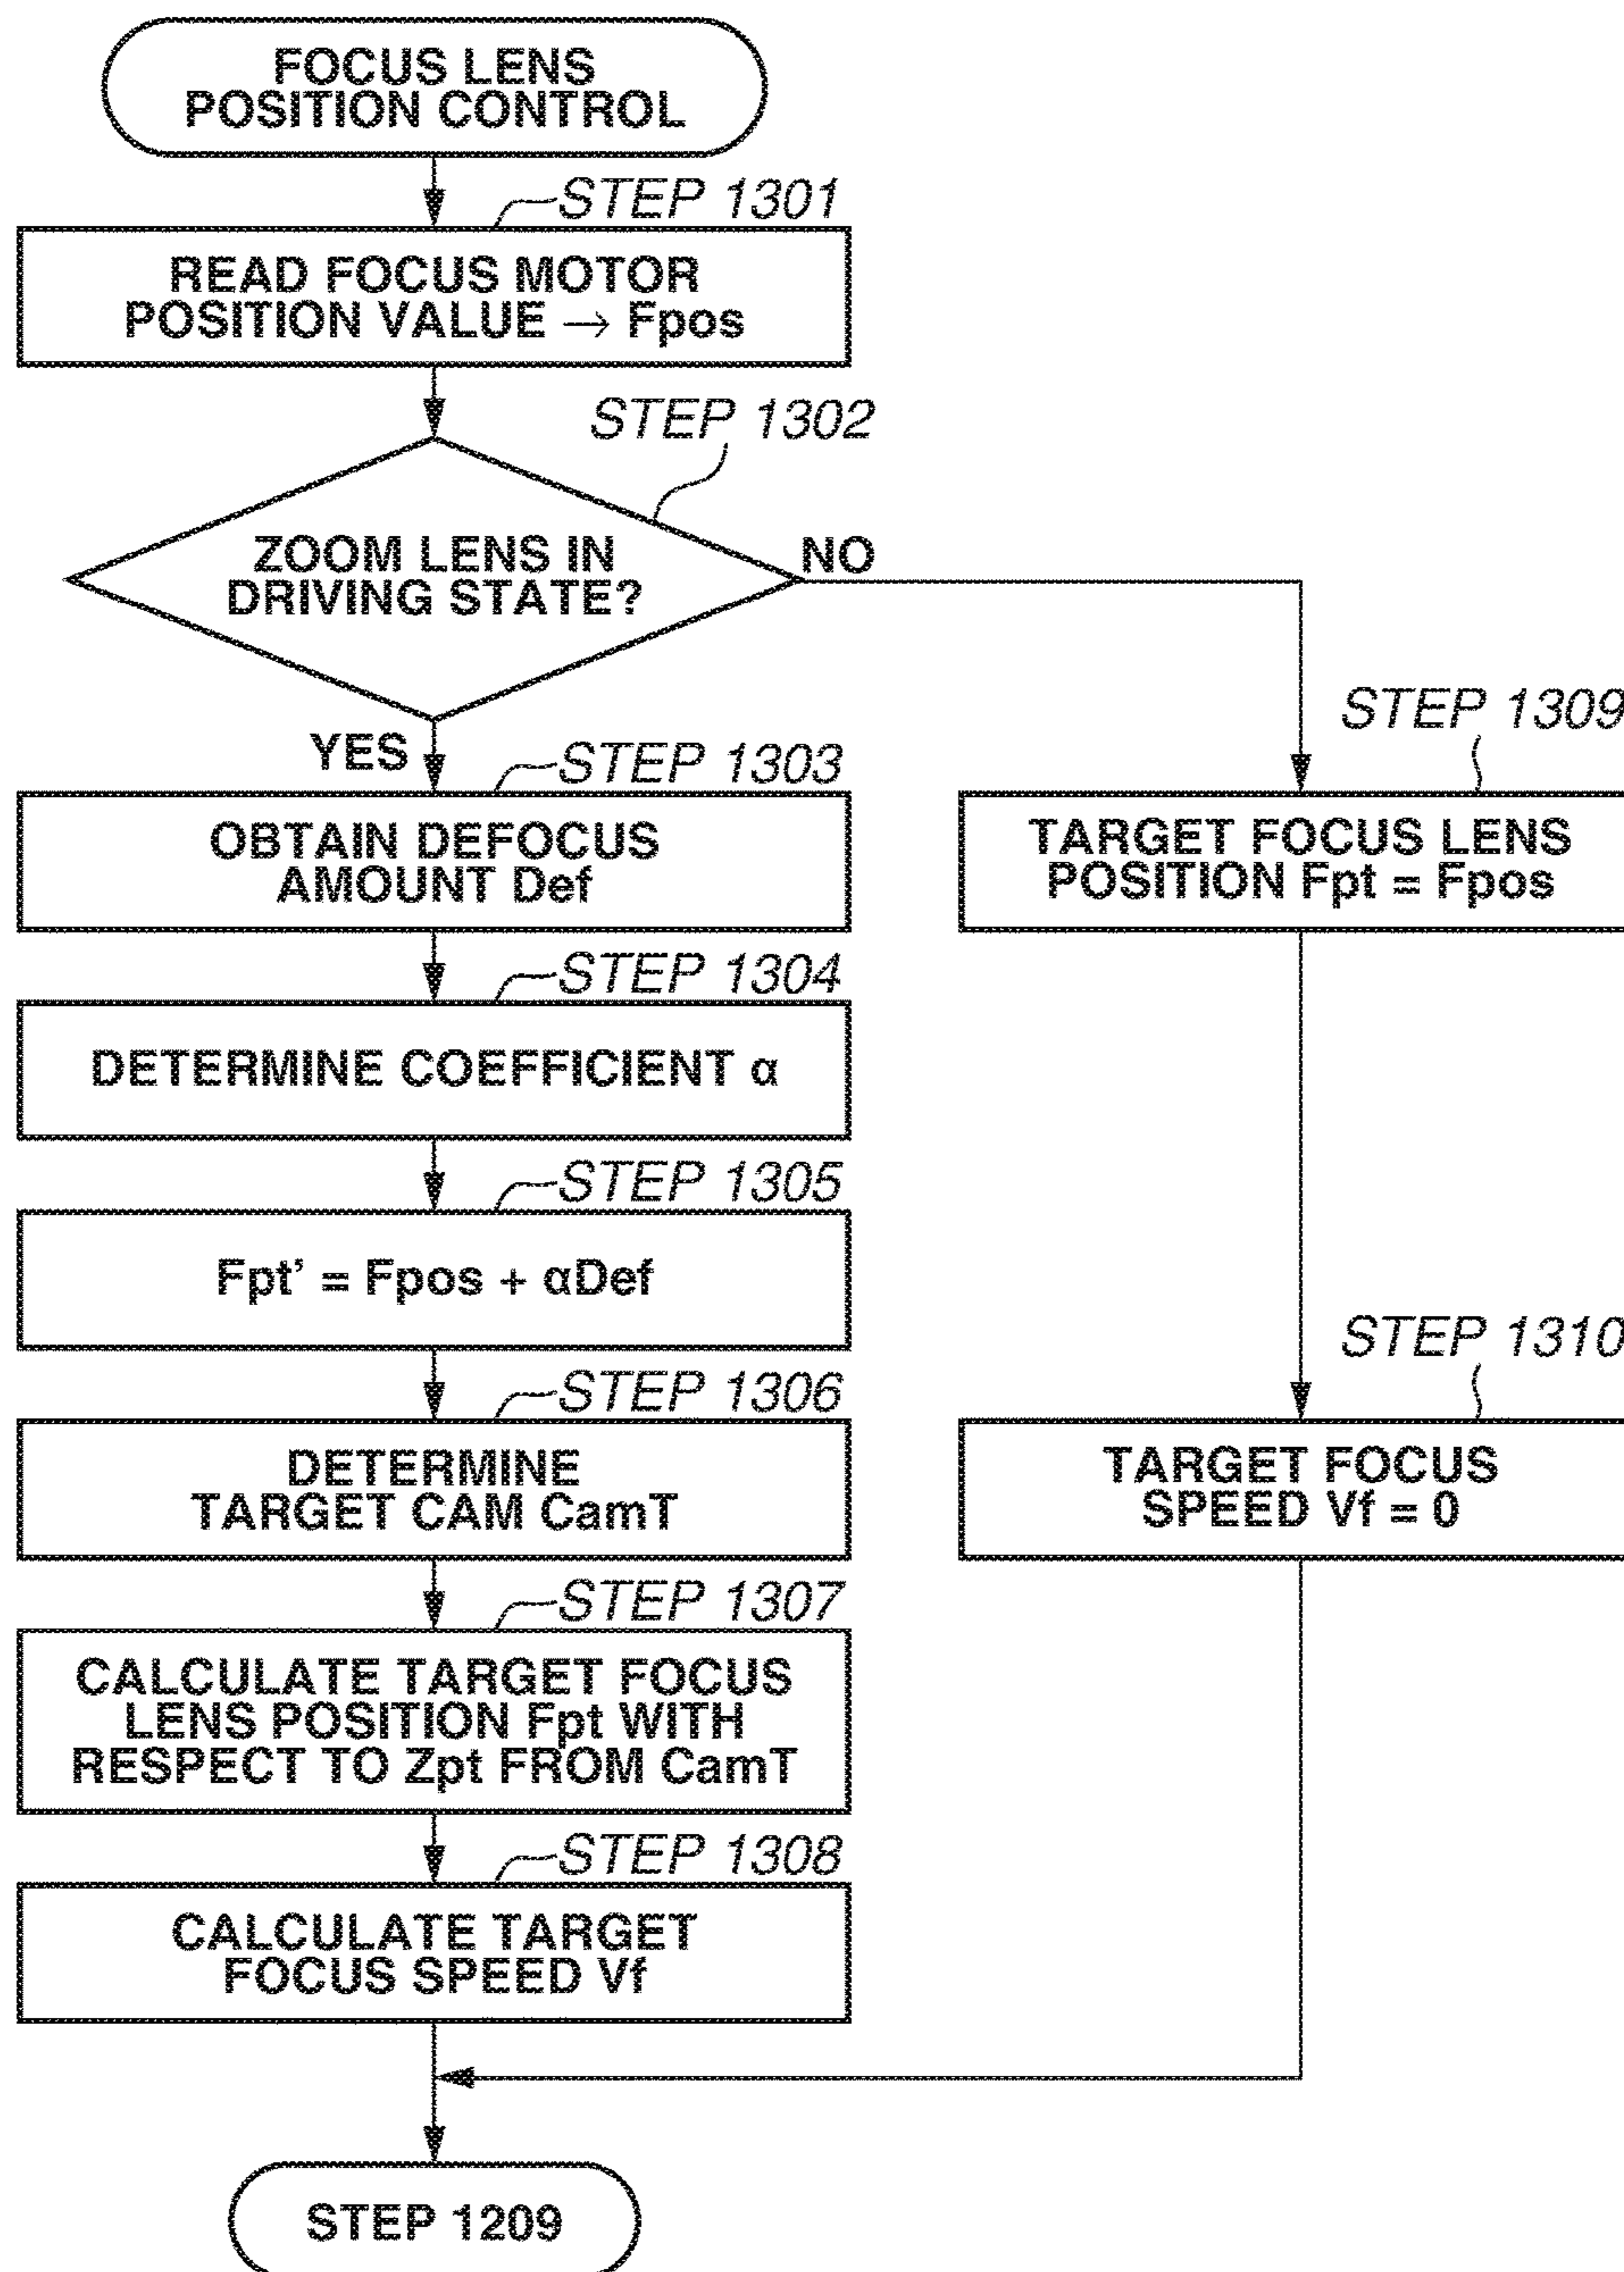 FOCUS LENS
POSITION CONTROL
STEP 1301
READ FOCUS MOTOR
POSITION VALUE → Fpos
STEP 1302
ZOOM LENS IN
DRIVING STATE?
NO
YES
STEP 1303
OBTAIN DEFOCUS
AMOUNT Def
STEP 1309
TARGET FOCUS LENS
POSITION Fpt = Fpos
STEP 1304
DETERMINE COEFFICIENT α
STEP 1305
Fpt' = Fpos + αDef
STEP 1306
DETERMINE
TARGET CAM CamT
STEP 1310
TARGET FOCUS
SPEED Vf = 0
STEP 1307
CALCULATE TARGET FOCUS
LENS POSITION Fpt WITH
RESPECT TO Zpt FROM CamT
STEP 1308
CALCULATE TARGET
FOCUS SPEED Vf
STEP 1209